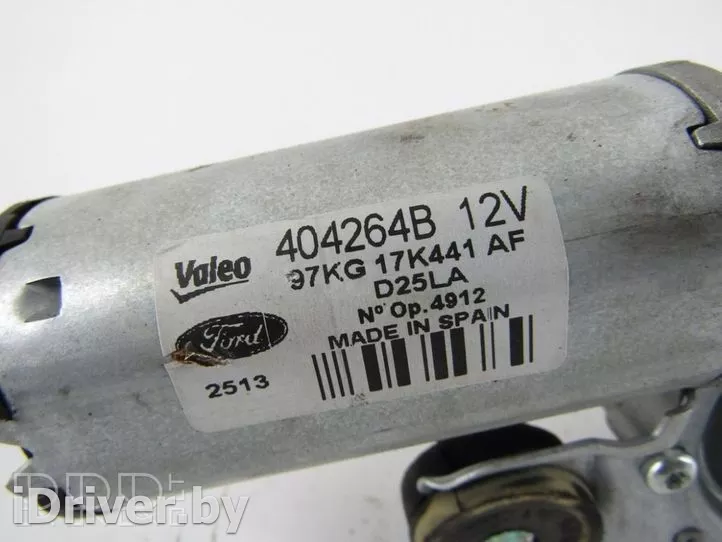 Valeo 404264B 12V
97KG 17K441 AF
D25LA
Nº Op. 4912
MADE IN SPAIN
Ford
2513
iDriver.by